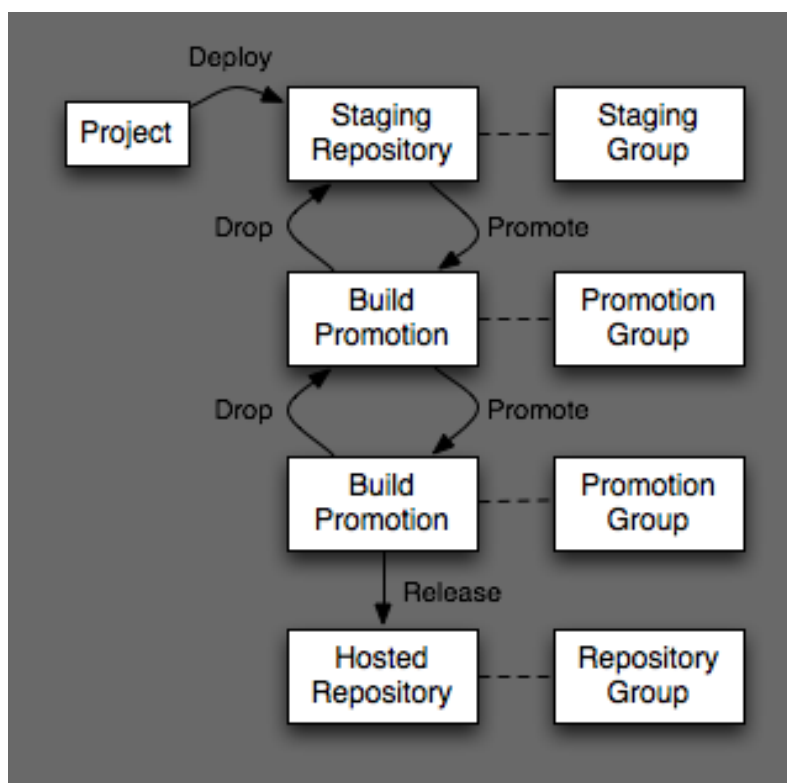 Deploy
Project
Staging
Repository
Staging
Group
Drop
Promote
Build
Promotion
Promotion
Group
Drop
Promote
Build
Promotion
Promotion
Group
Release
Hosted
Repository
Repository
Group